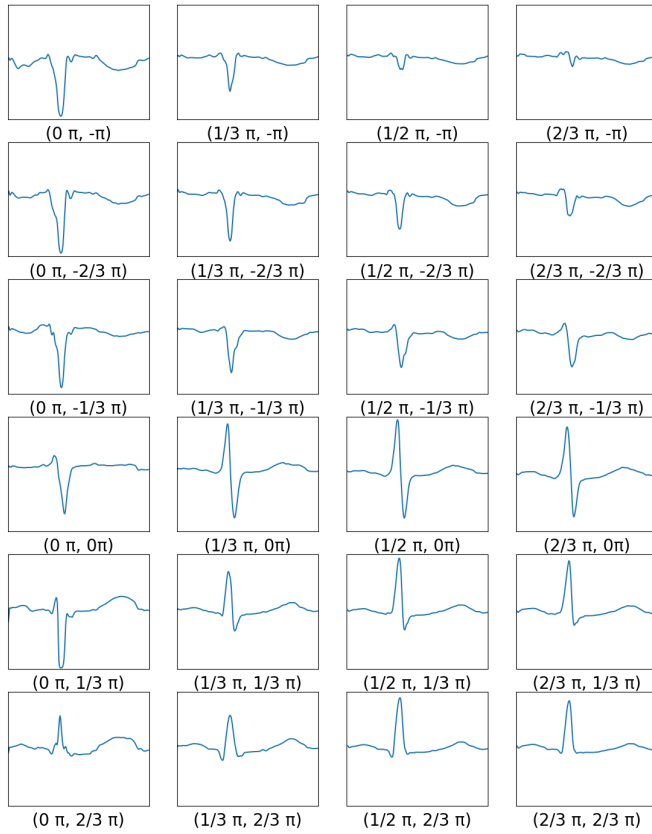 (0 π, -π) (1/3 π, -π) (1/2 π, -π) (2/3 π, -π)
(0 π, -2/3 π) (1/3 π, -2/3 π) (1/2 π, -2/3 π) (2/3 π, -2/3 π)
(0 π, -1/3 π) (1/3 π, -1/3 π) (1/2 π, -1/3 π) (2/3 π, -1/3 π)
(0 π, 0π) (1/3 π, 0π) (1/2 π, 0π) (2/3 π, 0π)
(0 π, 1/3 π) (1/3 π, 1/3 π) (1/2 π, 1/3 π) (2/3 π, 1/3 π)
(0 π, 2/3 π) (1/3 π, 2/3 π) (1/2 π, 2/3 π) (2/3 π, 2/3 π)